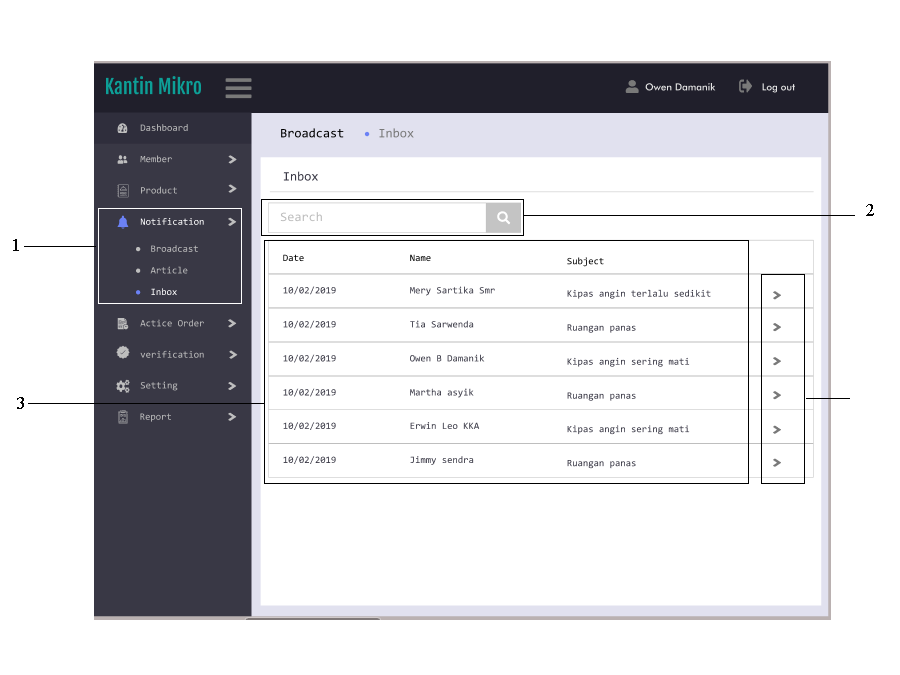 Kantin Mikro
Owen Damanik
Log out
Dashboard
Member
Product
Notification
Broadcast
Article
Inbox
Actice Order
verification
Setting
Report
Broadcast • Inbox
Inbox
Search
Date Name Subject
10/02/2019 Mery Sartika Smr Kipas angin terlalu sedikit
10/02/2019 Tia Sarwenda Ruangan panas
10/02/2019 Owen B Damanik Kipas angin sering mati
10/02/2019 Martha asyik Ruangan panas
10/02/2019 Erwin Leo KKA Kipas angin sering mati
10/02/2019 Jimmy sendra Ruangan panas
1
2
3